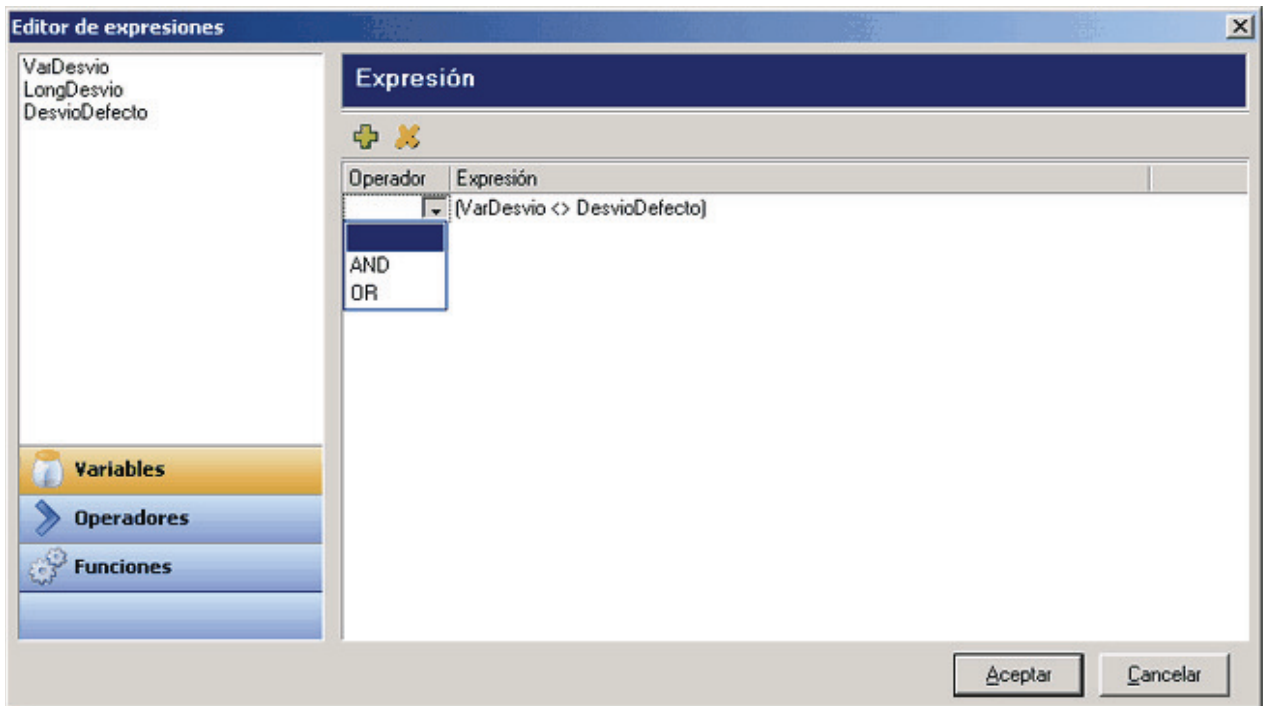 Editor de expresiones
VarDesvio
LongDesvio
DesvioDefecto
Variables
Operadores
Funciones
Expresión
Operador Expresión
(VarDesvio <> DesvioDefecto)
AND
OR
Aceptar Cancelar